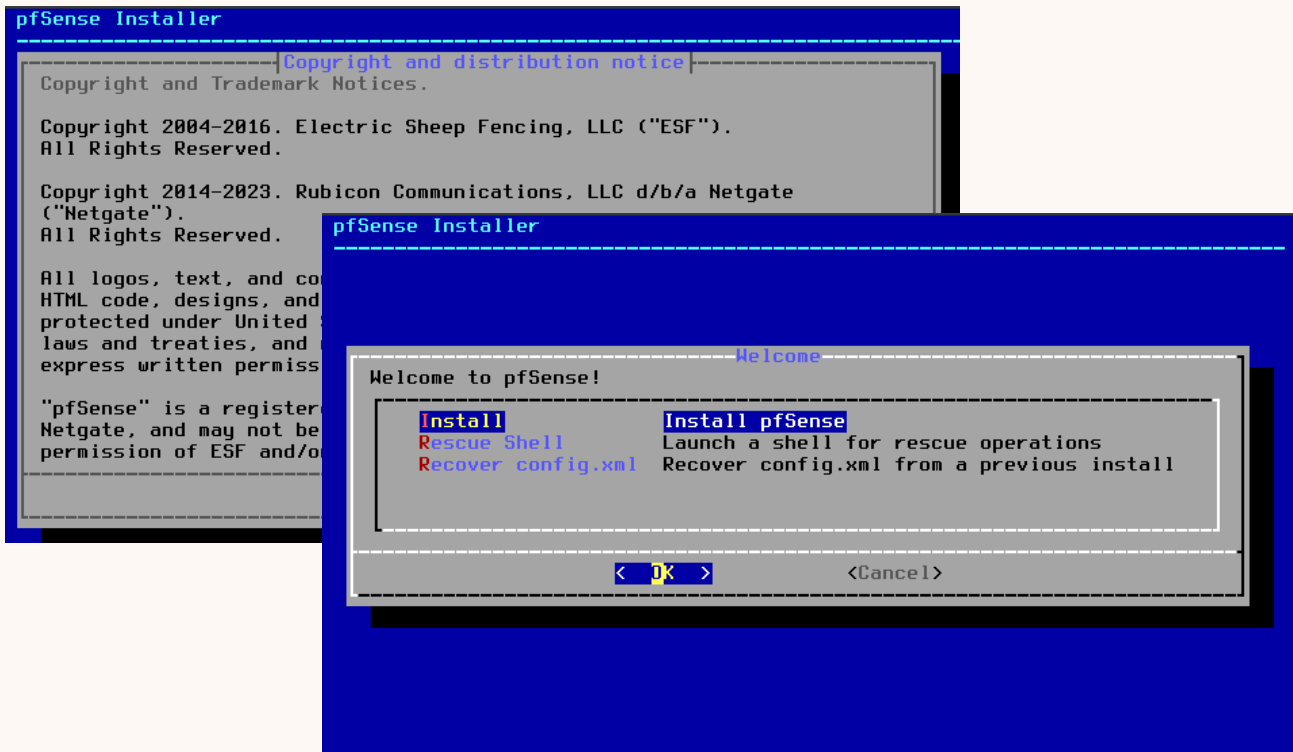 pfSense Installer
Copyright and distribution notice
Copyright and Trademark Notices.
Copyright 2004-2016. Electric Sheep Fencing, LLC ("ESF").
All Rights Reserved.
Copyright 2014-2023. Rubicon Communications, LLC d/b/a Netgate
("Netgate").
All Rights Reserved.
All logos, text, and
HTML code, designs, and
protected under United
laws and treaties, and
express written
"pfSense" is a
Netgate, and may not be
permission of ESF
pfSense Installer
Welcome
Welcome to pfSense!
Install Install pfSense
Rescue Shell Launch a shell for rescue operations
Recover config.xml Recover config.xml from a previous install
< OK > <Cancel>